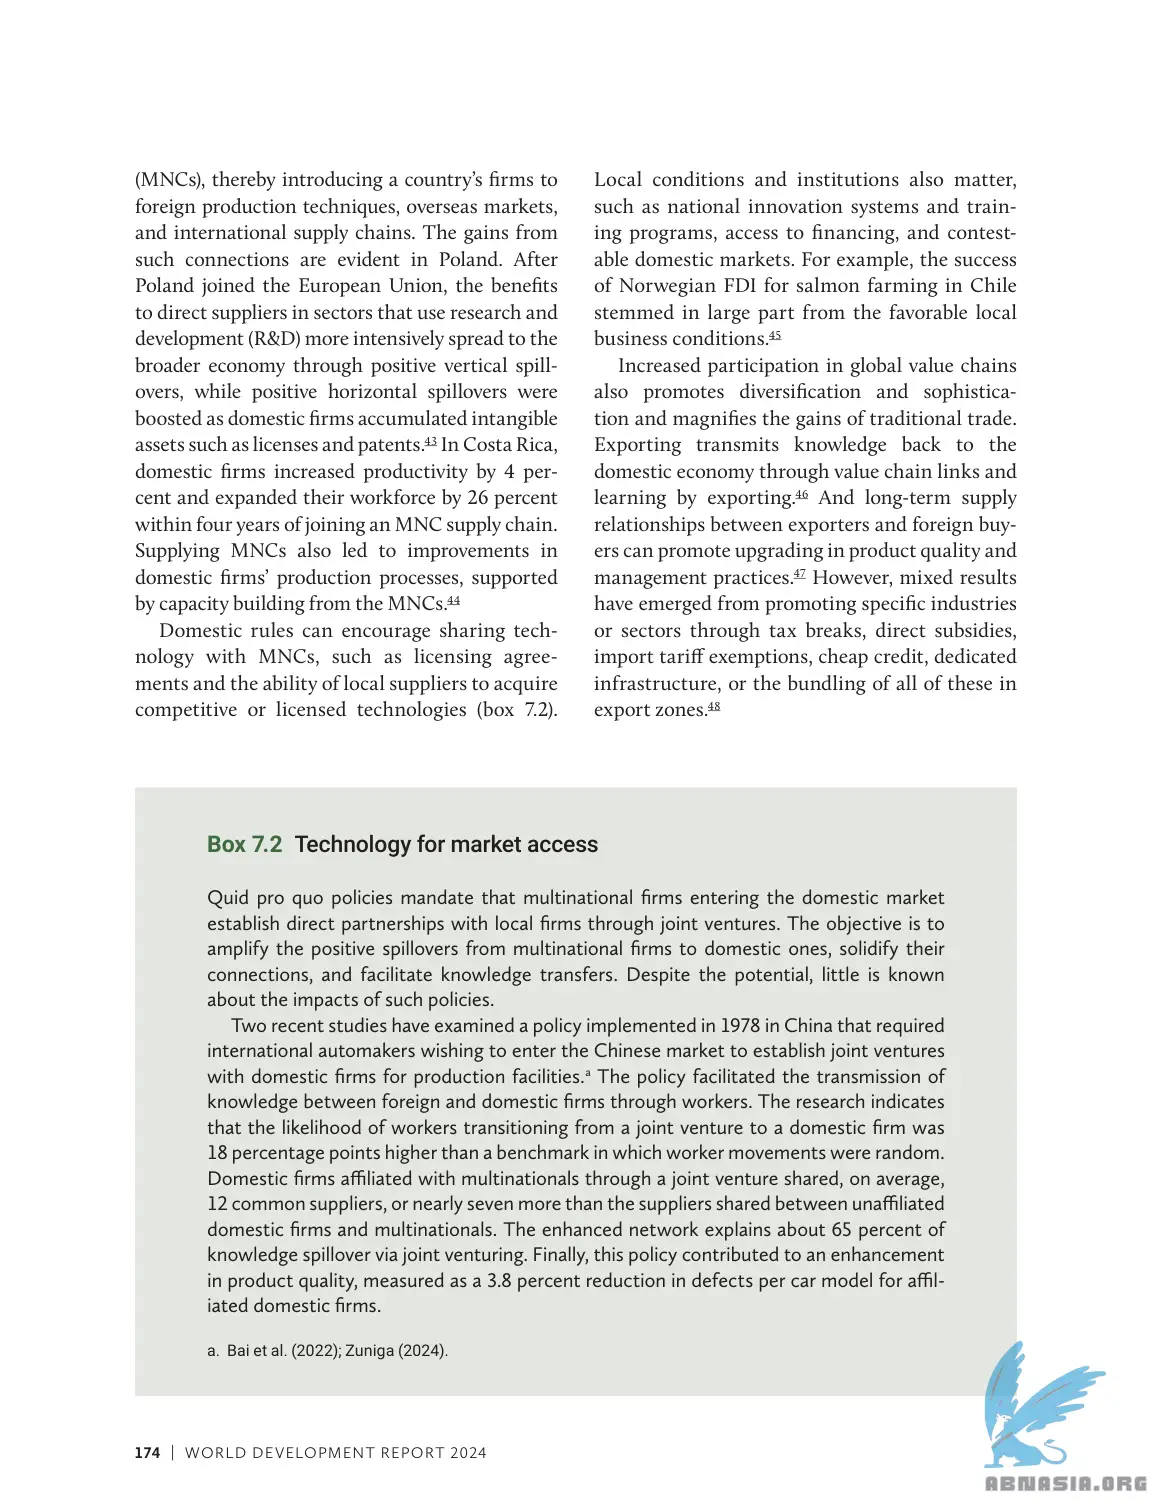 (MNCs), thereby introducing a country's firms to
foreign production techniques, overseas markets,
and international supply chains. The gains from
such connections are evident in Poland. After
Poland joined the European Union, the benefits
to direct suppliers in sectors that use research and
development (R&D) more intensively spread to the
broader economy through positive vertical spill-
overs, while positive horizontal spillovers were
boosted as domestic firms accumulated intangible
assets such as licenses and patents.43 In Costa Rica,
domestic firms increased productivity by 4 per-
cent and expanded their workforce by 26 percent
within four years of joining an MNC supply chain.
Supplying MNCs also led to improvements in
domestic firms' production processes, supported
by capacity building from the MNCs.44
Domestic rules can encourage sharing tech-
nology with MNCs, such as licensing agree-
ments and the ability of local suppliers to acquire
competitive or licensed technologies (box 7.2).
Local conditions and institutions also matter,
such as national innovation systems and train-
ing programs, access to financing, and contest-
able domestic markets. For example, the success
of Norwegian FDI for salmon farming in Chile
stemmed in large part from the favorable local
business conditions.45
Increased participation in global value chains
also promotes diversification and sophistica-
tion and magnifies the gains of traditional trade.
Exporting transmits knowledge back to the
domestic economy through value chain links and
learning by exporting.46 And long-term supply
relationships between exporters and foreign buy-
ers can promote upgrading in product quality and
management practices.47 However, mixed results
have emerged from promoting specific industries
or sectors through tax breaks, direct subsidies,
import tariff exemptions, cheap credit, dedicated
infrastructure, or the bundling of all of these in
export zones.48
Box 7.2 Technology for market access
Quid pro quo policies mandate that multinational firms entering the domestic market
establish direct partnerships with local firms through joint ventures. The objective is to
amplify the positive spillovers from multinational firms to domestic ones, solidify their
connections, and facilitate knowledge transfers. Despite the potential, little is known
about the impacts of such policies.
Two recent studies have examined a policy implemented in 1978 in China that required
international automakers wishing to enter the Chinese market to establish joint ventures
with domestic firms for production facilities.a The policy facilitated the transmission of
knowledge between foreign and domestic firms through workers. The research indicates
that the likelihood of workers transitioning from a joint venture to a domestic firm was
18 percentage points higher than a benchmark in which worker movements were random.
Domestic firms affiliated with multinationals through a joint venture shared, on average,
12 common suppliers, or nearly seven more than the suppliers shared between unaffiliated
domestic firms and multinationals. The enhanced network explains about 65 percent of
knowledge spillover via joint venturing. Finally, this policy contributed to an enhancement
in product quality, measured as a 3.8 percent reduction in defects per car model for affil-
iated domestic firms.
a. Bai et al. (2022); Zuniga (2024).
174 | WORLD DEVELOPMENT REPORT 2024
ABNASIA.ORG